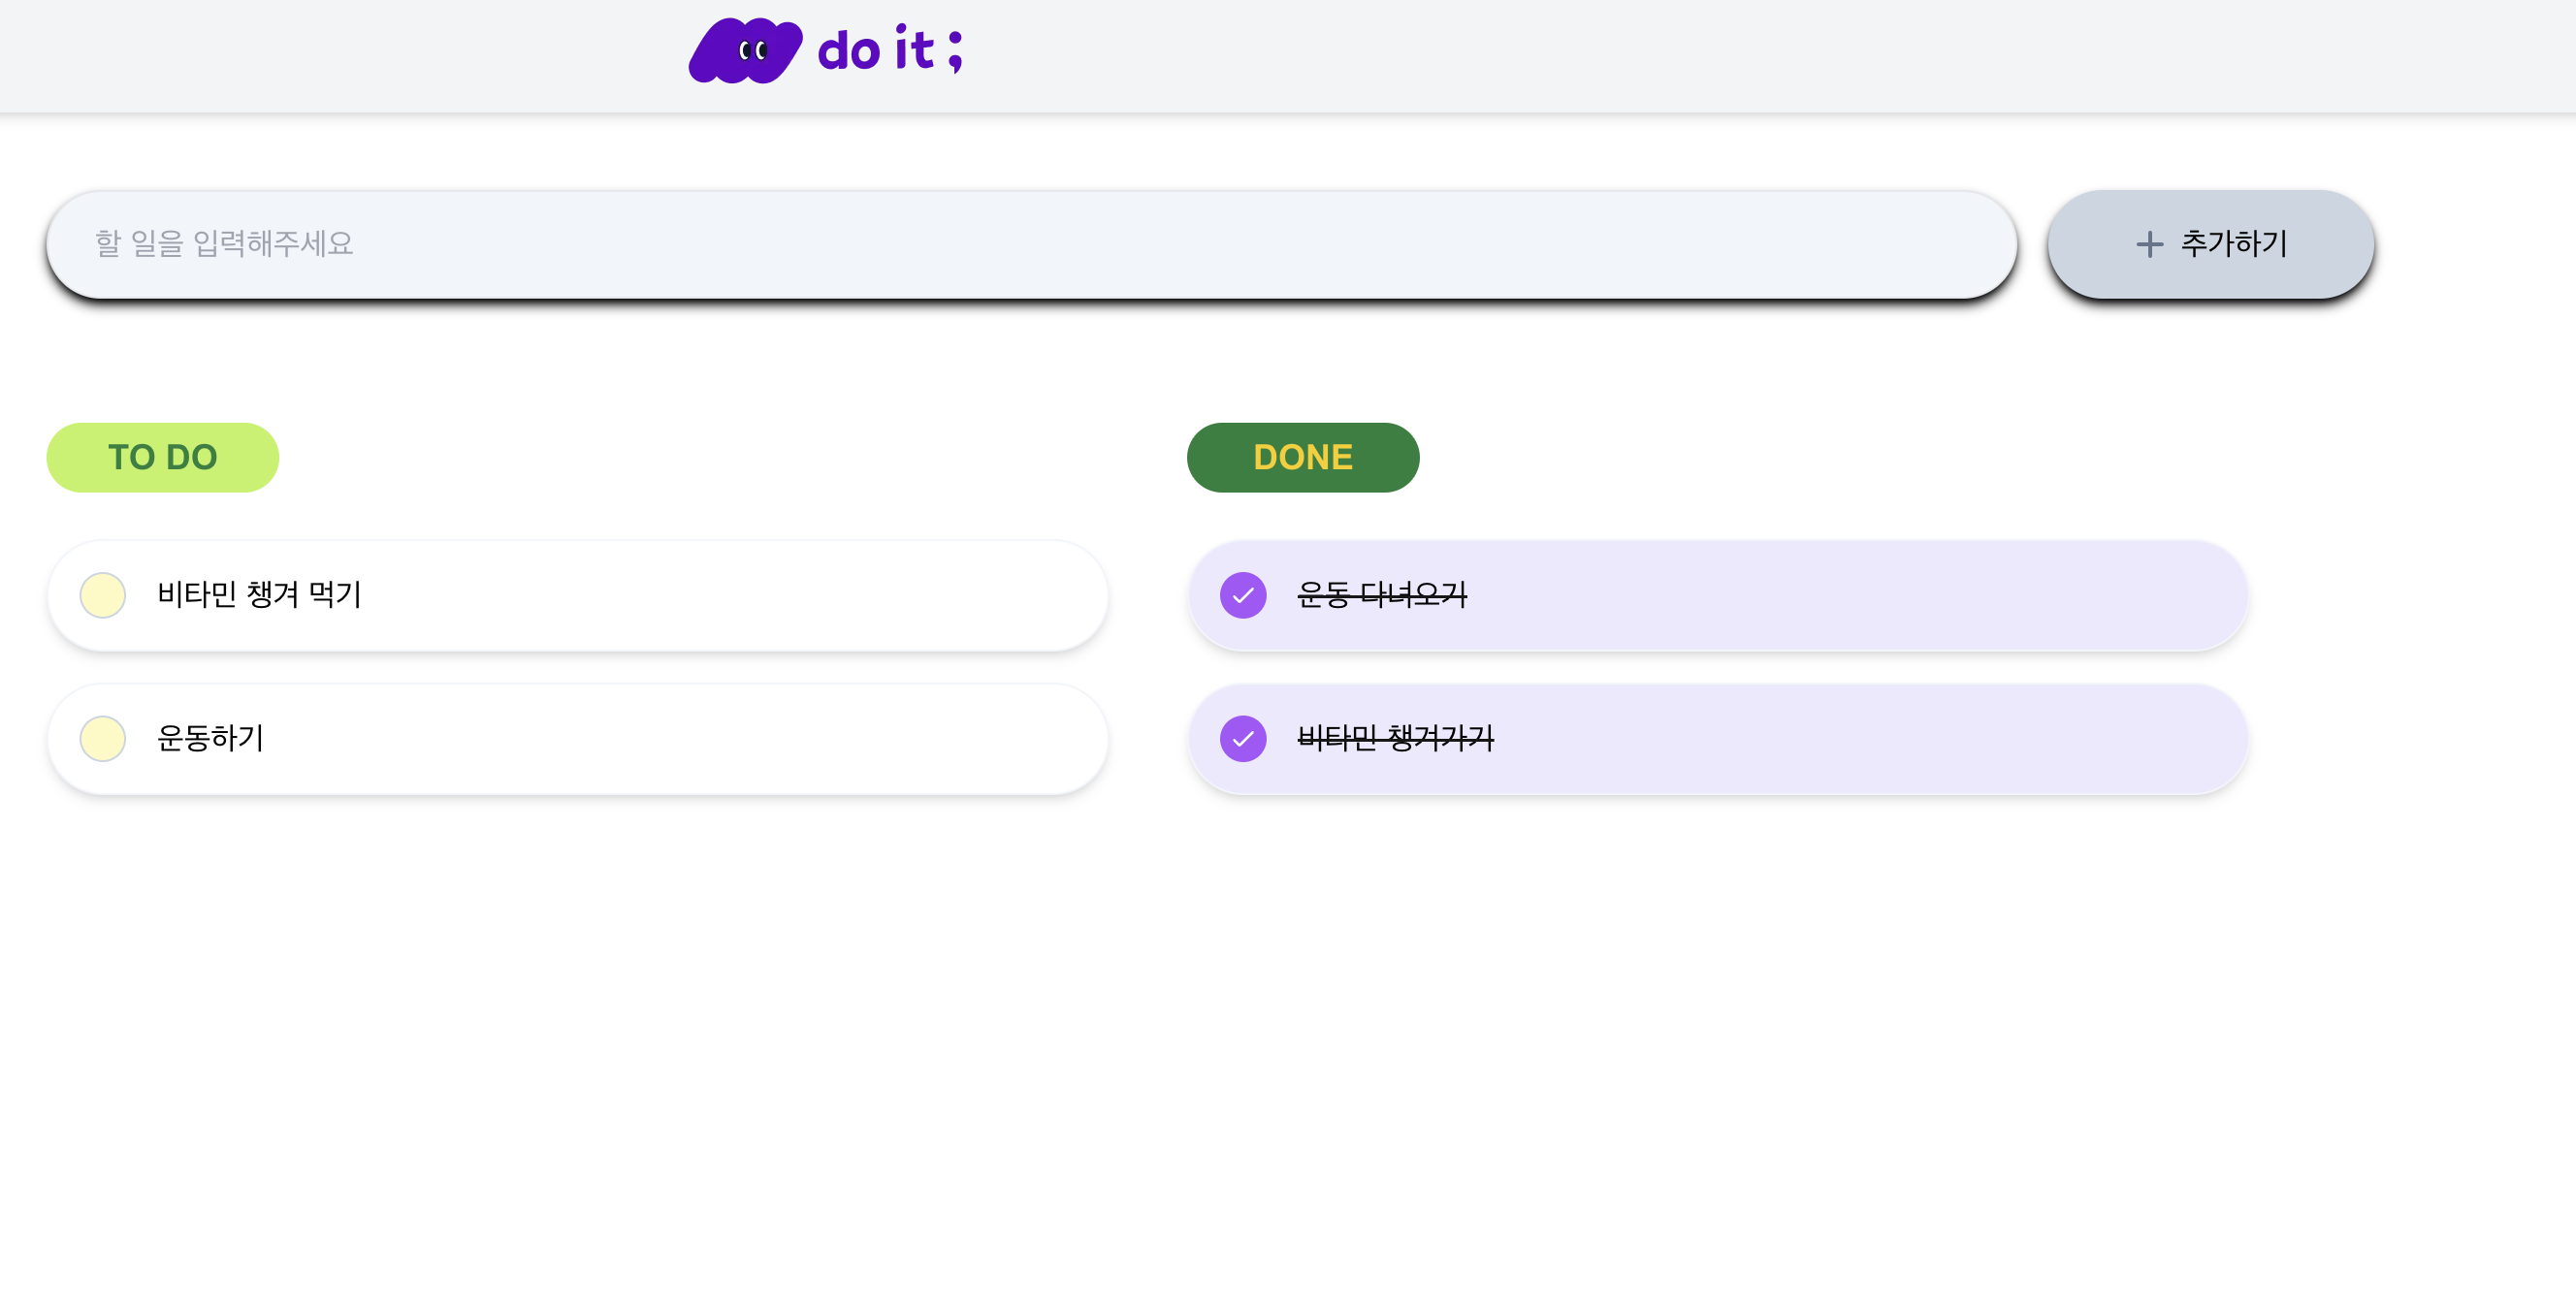 do it ;
할 일을 입력해주세요
추가하기
TO DO
비타민 챙겨 먹기
운동하기
DONE
운동 다녀오기
비타민 챙겨가기